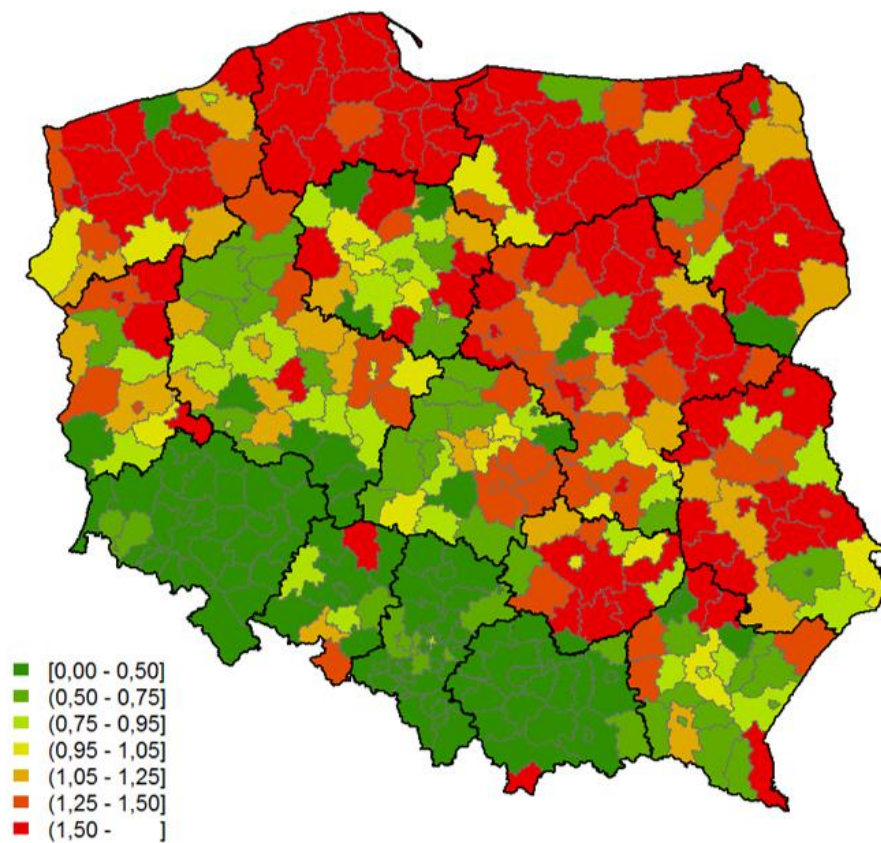 [0,00 - 0,50]
(0,50 - 0,75]
(0,75 - 0,95]
(0,95 - 1,05]
(1,05 - 1,25]
(1,25 - 1,50]
(1,50 -        ]